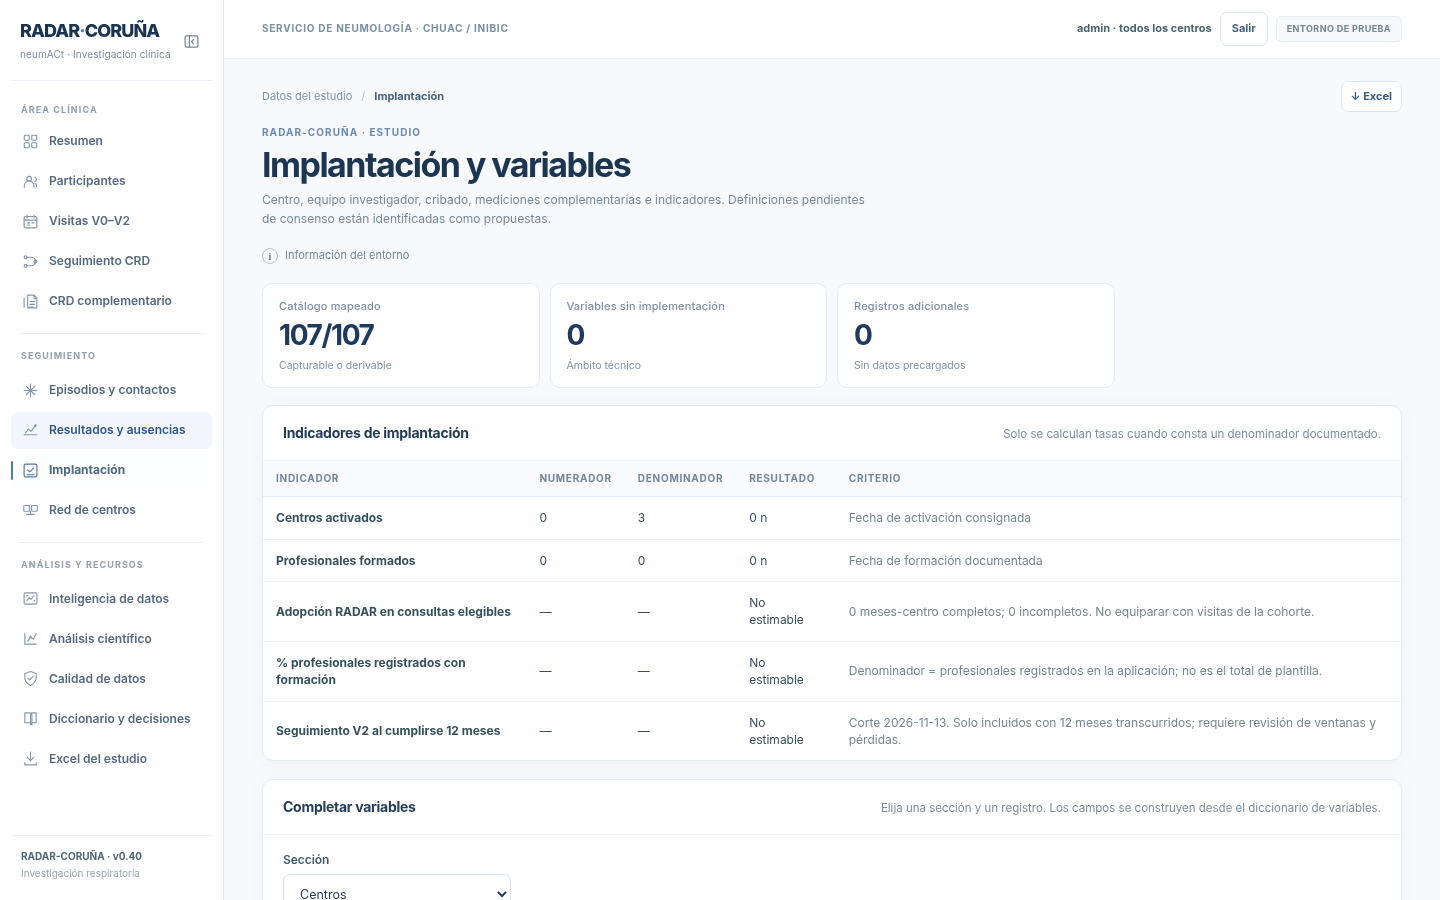 RADAR·CORUÑA
neumACt · Investigación clínica
ÁREA CLÍNICA
Resumen
Participantes
Visitas V0–V2
Seguimiento CRD
CRD complementario
SEGUIMIENTO
Episodios y contactos
Resultados y ausencias
Implantación
Red de centros
ANÁLISIS Y RECURSOS
Inteligencia de datos
Análisis científico
Calidad de datos
Diccionario y decisiones
Excel del estudio
RADAR-CORUÑA · v0.40
Investigación respiratoria
SERVICIO DE NEUMOLOGÍA · CHUAC / INIBIC
admin · todos los centros
Salir
ENTORNO DE PRUEBA
Datos del estudio / Implantación
↓ Excel
RADAR-CORUÑA · ESTUDIO
Implantación y variables
Centro, equipo investigador, cribado, mediciones complementarias e indicadores. Definiciones pendientes
de consenso están identificadas como propuestas.
i Información del entorno
Catálogo mapeado
107/107
Capturable o derivable
Variables sin implementación
0
Ámbito técnico
Registros adicionales
0
Sin datos precargados
Indicadores de implantación
Solo se calculan tasas cuando consta un denominador documentado.
INDICADOR NUMERADOR DENOMINADOR RESULTADO CRITERIO
Centros activados 0 3 0 n Fecha de activación consignada
Profesionales formados 0 0 0 n Fecha de formación documentada
Adopción RADAR en consultas elegibles — — No estimable 0 meses-centro completos; 0 incompletos. No equiparar con visitas de la cohorte.
% profesionales registrados con formación — — No estimable Denominador = profesionales registrados en la aplicación; no es el total de plantilla.
Seguimiento V2 al cumplirse 12 meses — — No estimable Corte 2026-11-13. Solo incluidos con 12 meses transcurridos; requiere revisión de ventanas y pérdidas.
Completar variables
Elija una sección y un registro. Los campos se construyen desde el diccionario de variables.
Sección
Centros